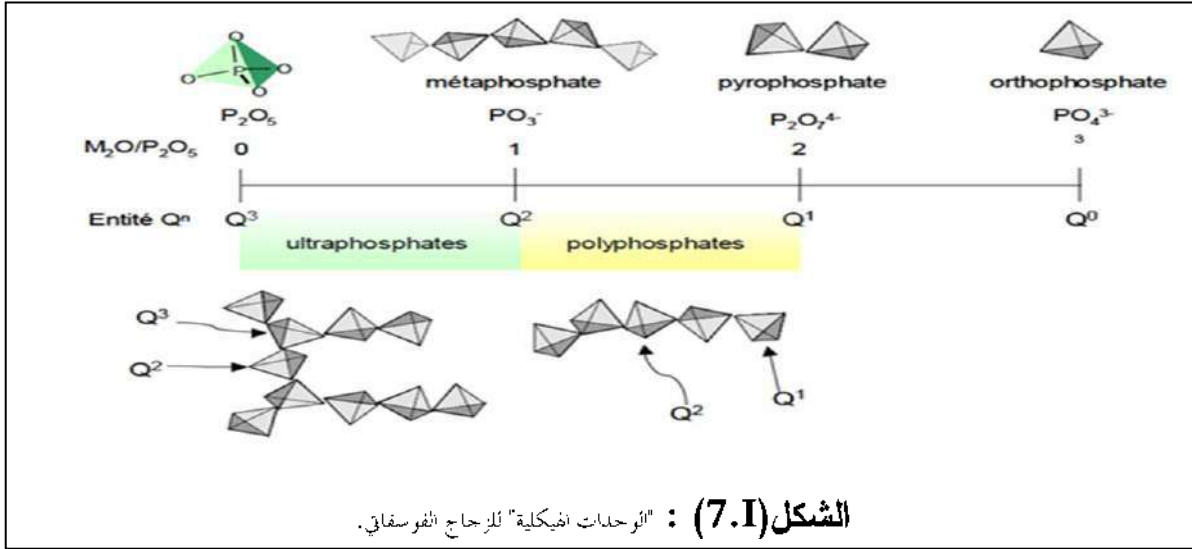 O
O P O
O
métaphosphate pyrophosphate orthophosphate
P₂O₅ PO₃⁻ P₂O₇⁴⁻ PO₄³⁻
M₂O/P₂O₅ 0 1 2 3
Entité Qⁿ Q³ Q² Q¹ Q⁰
ultraphosphates polyphosphates
Q³
Q²
Q² Q¹
الشكل(7.I) : "الوحدات الهيكلية" للزجاج الفوسفاتي.